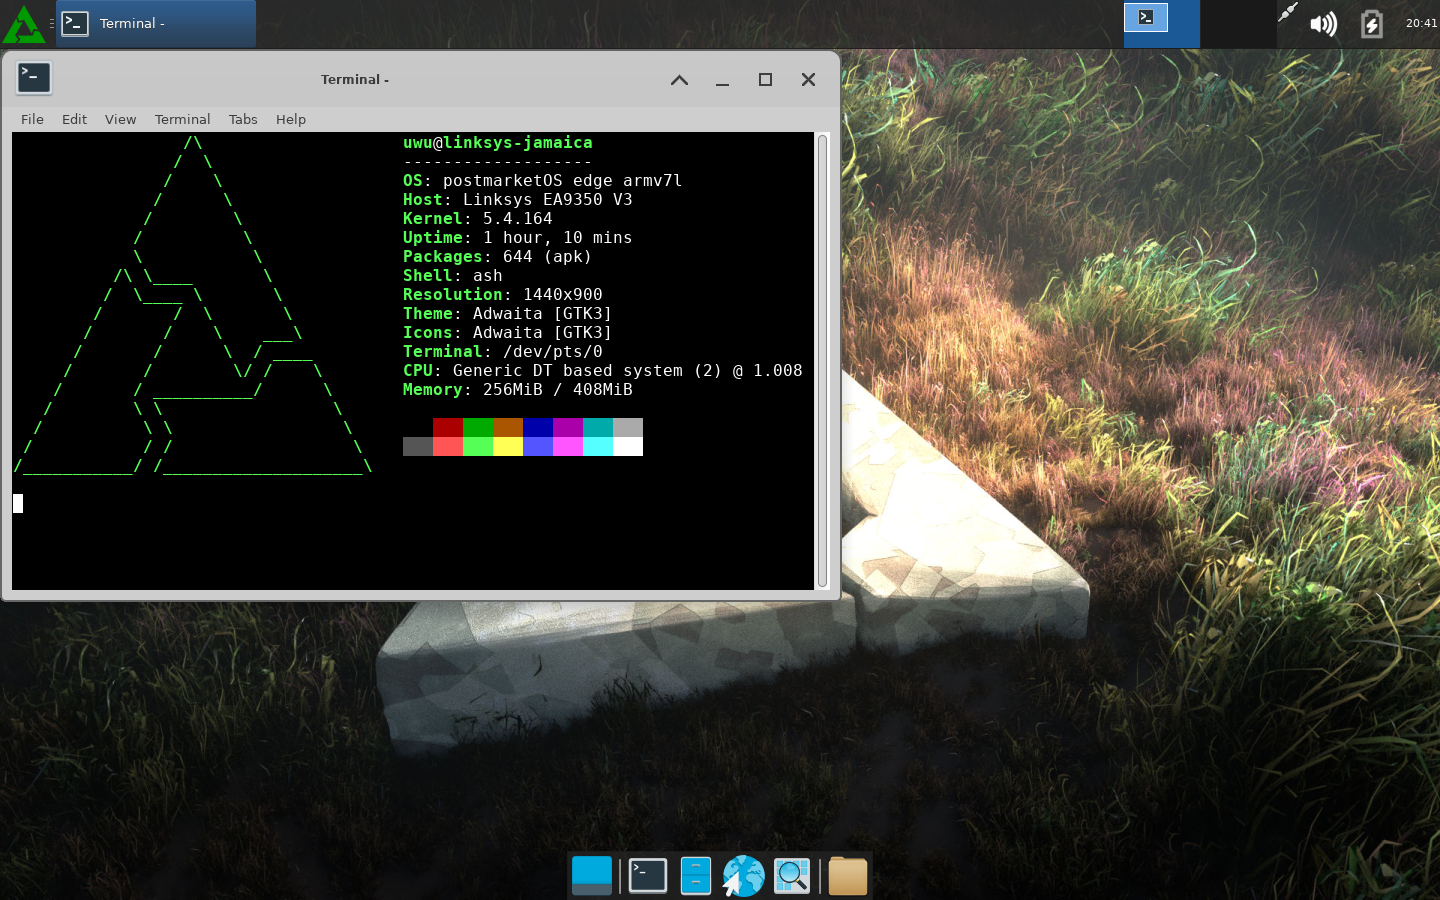 Terminal -
20:41
Terminal -
File Edit View Terminal Tabs Help
uwu@linksys-jamaica
-------------------
OS: postmarketOS edge armv7l
Host: Linksys EA9350 V3
Kernel: 5.4.164
Uptime: 1 hour, 10 mins
Packages: 644 (apk)
Shell: ash
Resolution: 1440x900
Theme: Adwaita [GTK3]
Icons: Adwaita [GTK3]
Terminal: /dev/pts/0
CPU: Generic DT based system (2) @ 1.008
Memory: 256MiB / 408MiB